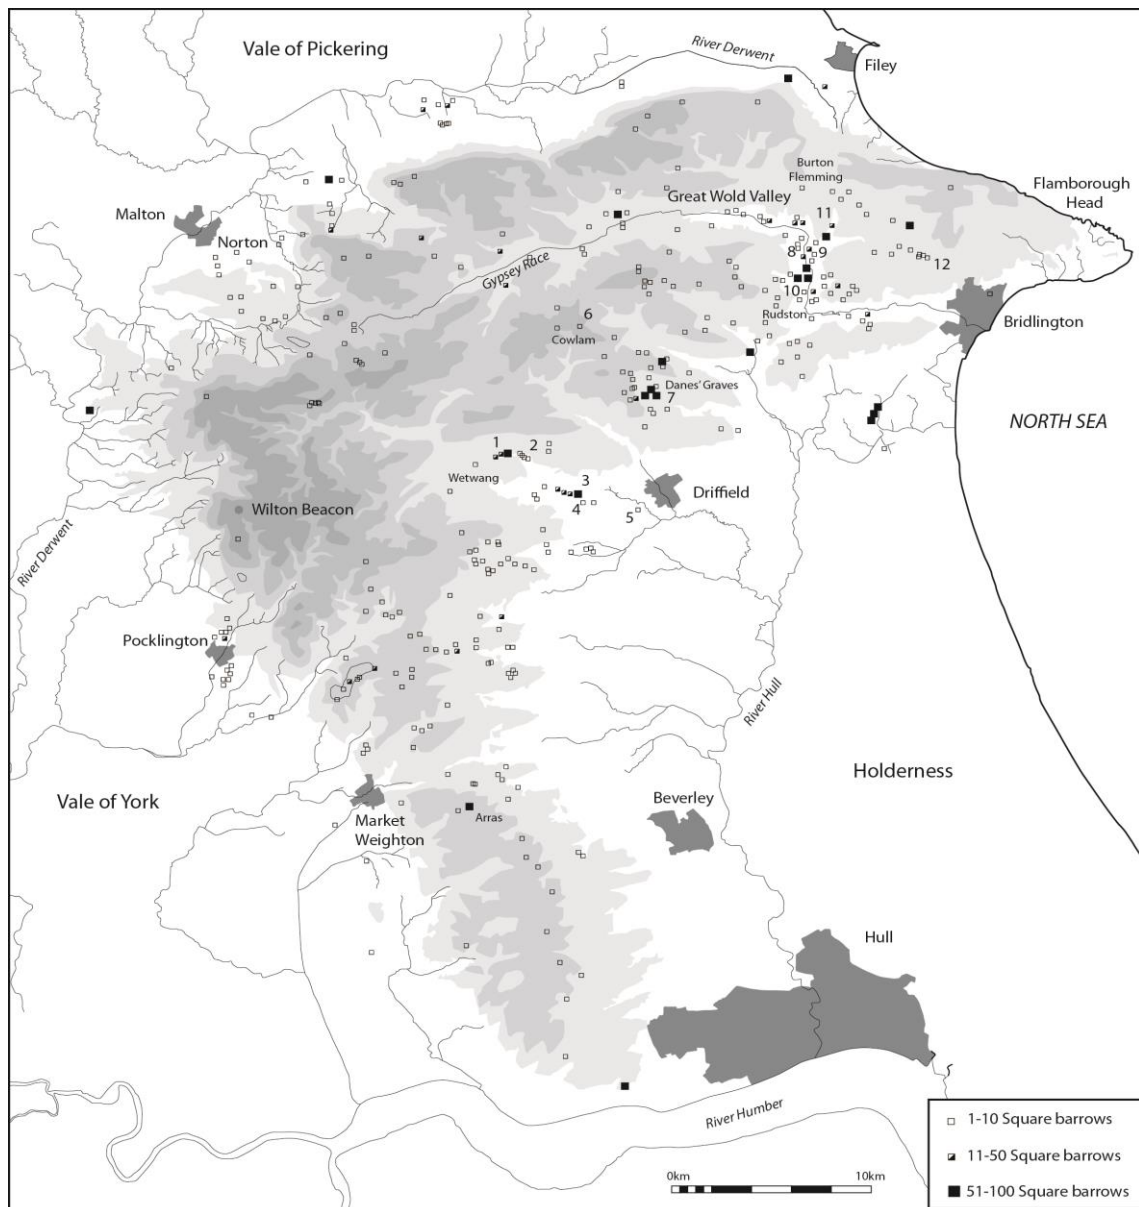 Vale of Pickering
River Derwent
Filey
Burton
Flemming
Flamborough
Head
Great Wold Valley
11
Malton
Norton
8
9
12
Gypsey Race
10
6
Rudston
Cowlam
Bridlington
Danes' Graves
7
NORTH SEA
1
2
Wetwang
3
4
5
Driffield
Wilton Beacon
River Derwent
Pocklington
River Hull
Holderness
Vale of York
Beverley
Market
Weighton
Arras
Hull
River Humber
0km
10km
1-10 Square barrows
11-50 Square barrows
51-100 Square barrows